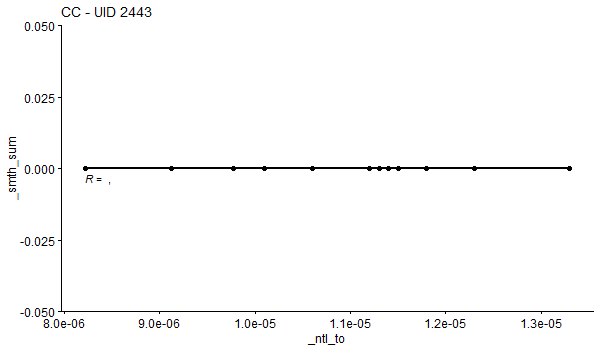 CC - UID 2443
0.050
0.025
0.000
-0.025
-0.050
_smth_sum
R = ,
8.0e-06 9.0e-06 1.0e-05 1.1e-05 1.2e-05 1.3e-05
_ntl_to